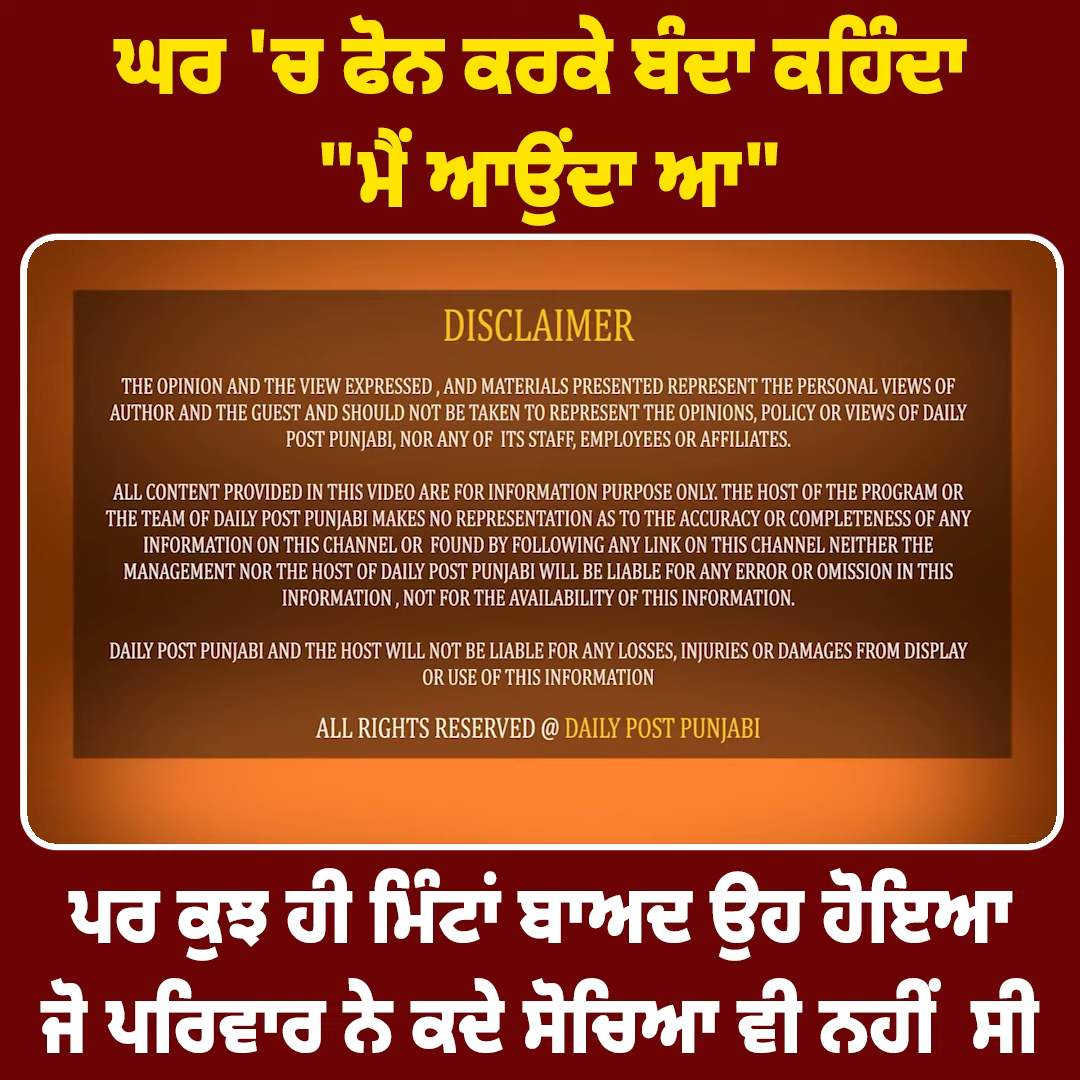 ਘਰ 'ਚ ਫੋਨ ਕਰਕੇ ਬੰਦਾ ਕਹਿੰਦਾ
"ਮੈਂ ਆਉਂਦਾ ਆ"
DISCLAIMER
THE OPINION AND THE VIEW EXPRESSED , AND MATERIALS PRESENTED REPRESENT THE PERSONAL VIEWS OF
AUTHOR AND THE GUEST AND SHOULD NOT BE TAKEN TO REPRESENT THE OPINIONS, POLICY OR VIEWS OF DAILY
POST PUNJABI, NOR ANY OF ITS STAFF, EMPLOYEES OR AFFILIATES.
ALL CONTENT PROVIDED IN THIS VIDEO ARE FOR INFORMATION PURPOSE ONLY. THE HOST OF THE PROGRAM OR
THE TEAM OF DAILY POST PUNJABI MAKES NO REPRESENTATION AS TO THE ACCURACY OR COMPLETENESS OF ANY
INFORMATION ON THIS CHANNEL OR FOUND BY FOLLOWING ANY LINK ON THIS CHANNEL NEITHER THE
MANAGEMENT NOR THE HOST OF DAILY POST PUNJABI WILL BE LIABLE FOR ANY ERROR OR OMISSION IN THIS
INFORMATION , NOT FOR THE AVAILABILITY OF THIS INFORMATION.
DAILY POST PUNJABI AND THE HOST WILL NOT BE LIABLE FOR ANY LOSSES, INJURIES OR DAMAGES FROM DISPLAY
OR USE OF THIS INFORMATION
ALL RIGHTS RESERVED @ DAILY POST PUNJABI
ਪਰ ਕੁਝ ਹੀ ਮਿੰਟਾਂ ਬਾਅਦ ਉਹ ਹੋਇਆ
ਜੋ ਪਰਿਵਾਰ ਨੇ ਕਦੇ ਸੋਚਿਆ ਵੀ ਨਹੀਂ ਸੀ